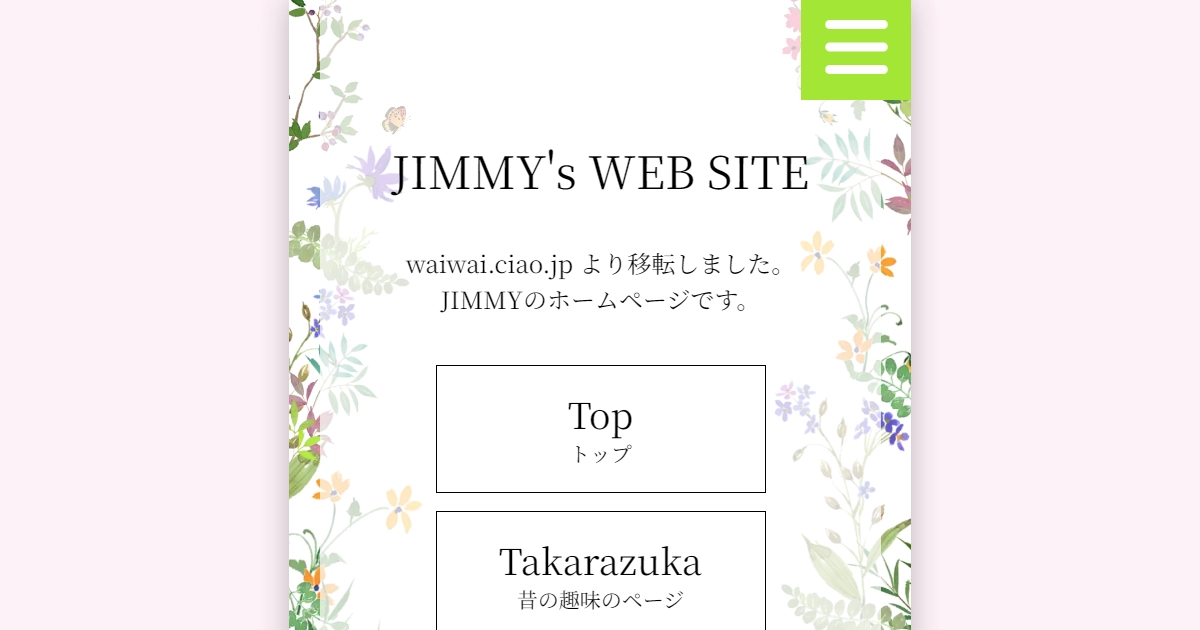 JIMMY's WEB SITE
waiwai.ciao.jp より移転しました。
JIMMYのホームページです。
Top
トップ
Takarazuka
昔の趣味のページ